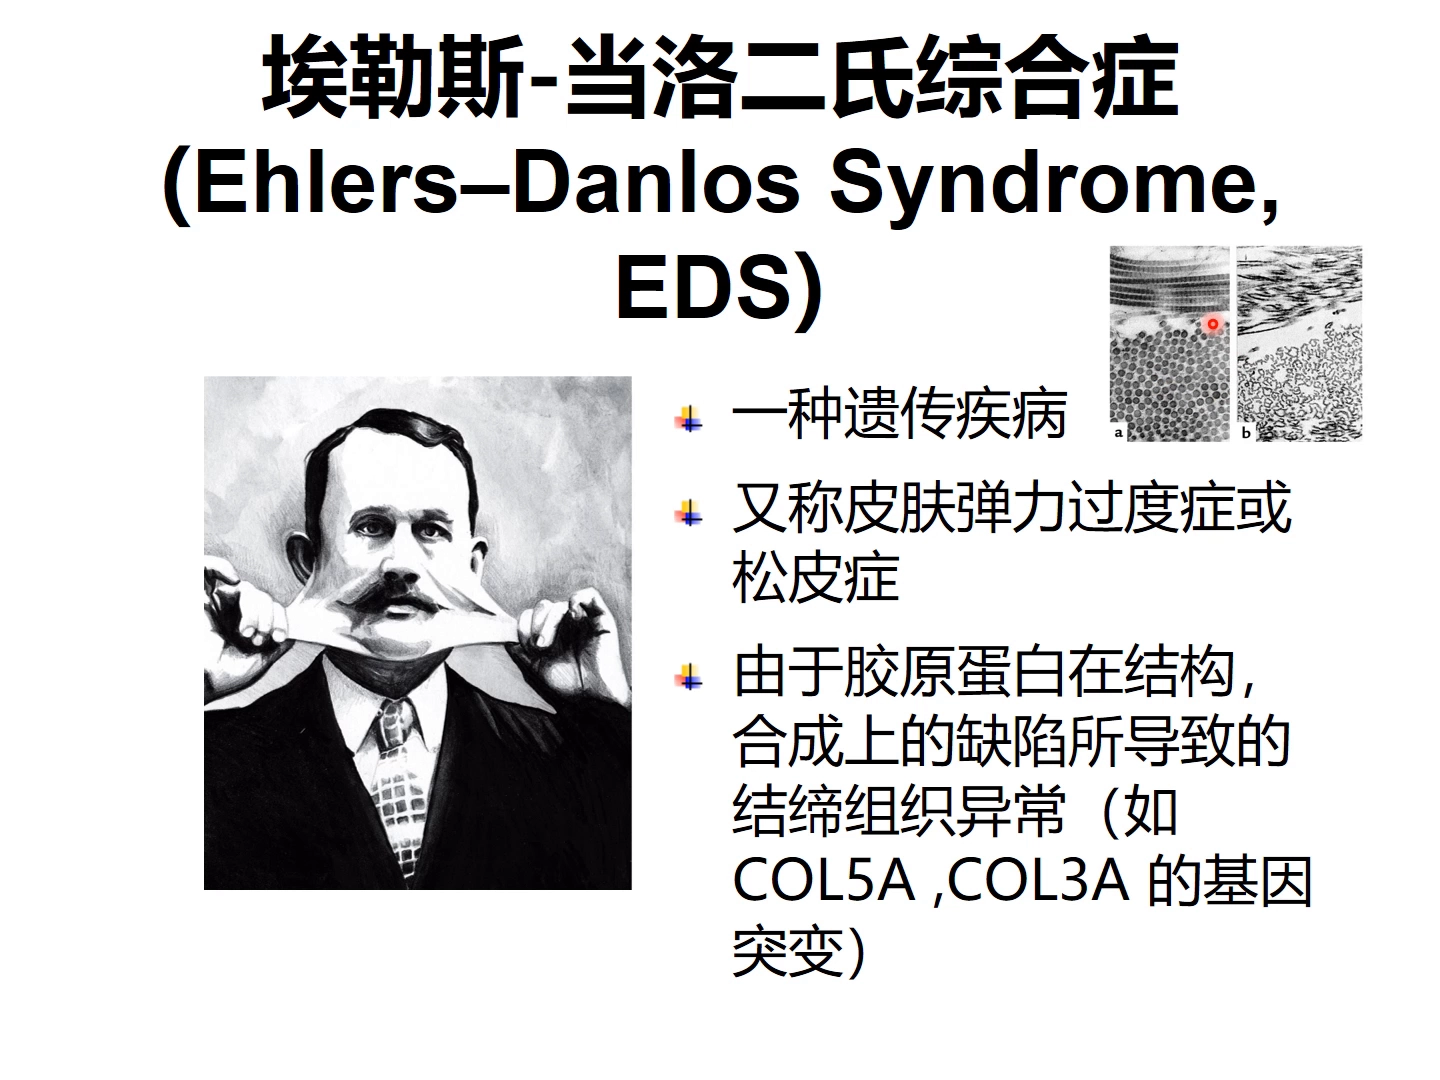 埃勒斯-当洛二氏综合症
(Ehlers–Danlos Syndrome,
EDS)
a
b
一种遗传疾病
又称皮肤弹力过度症或
松皮症
由于胶原蛋白在结构，
合成上的缺陷所导致的
结缔组织异常（如
COL5A ,COL3A 的基因
突变）